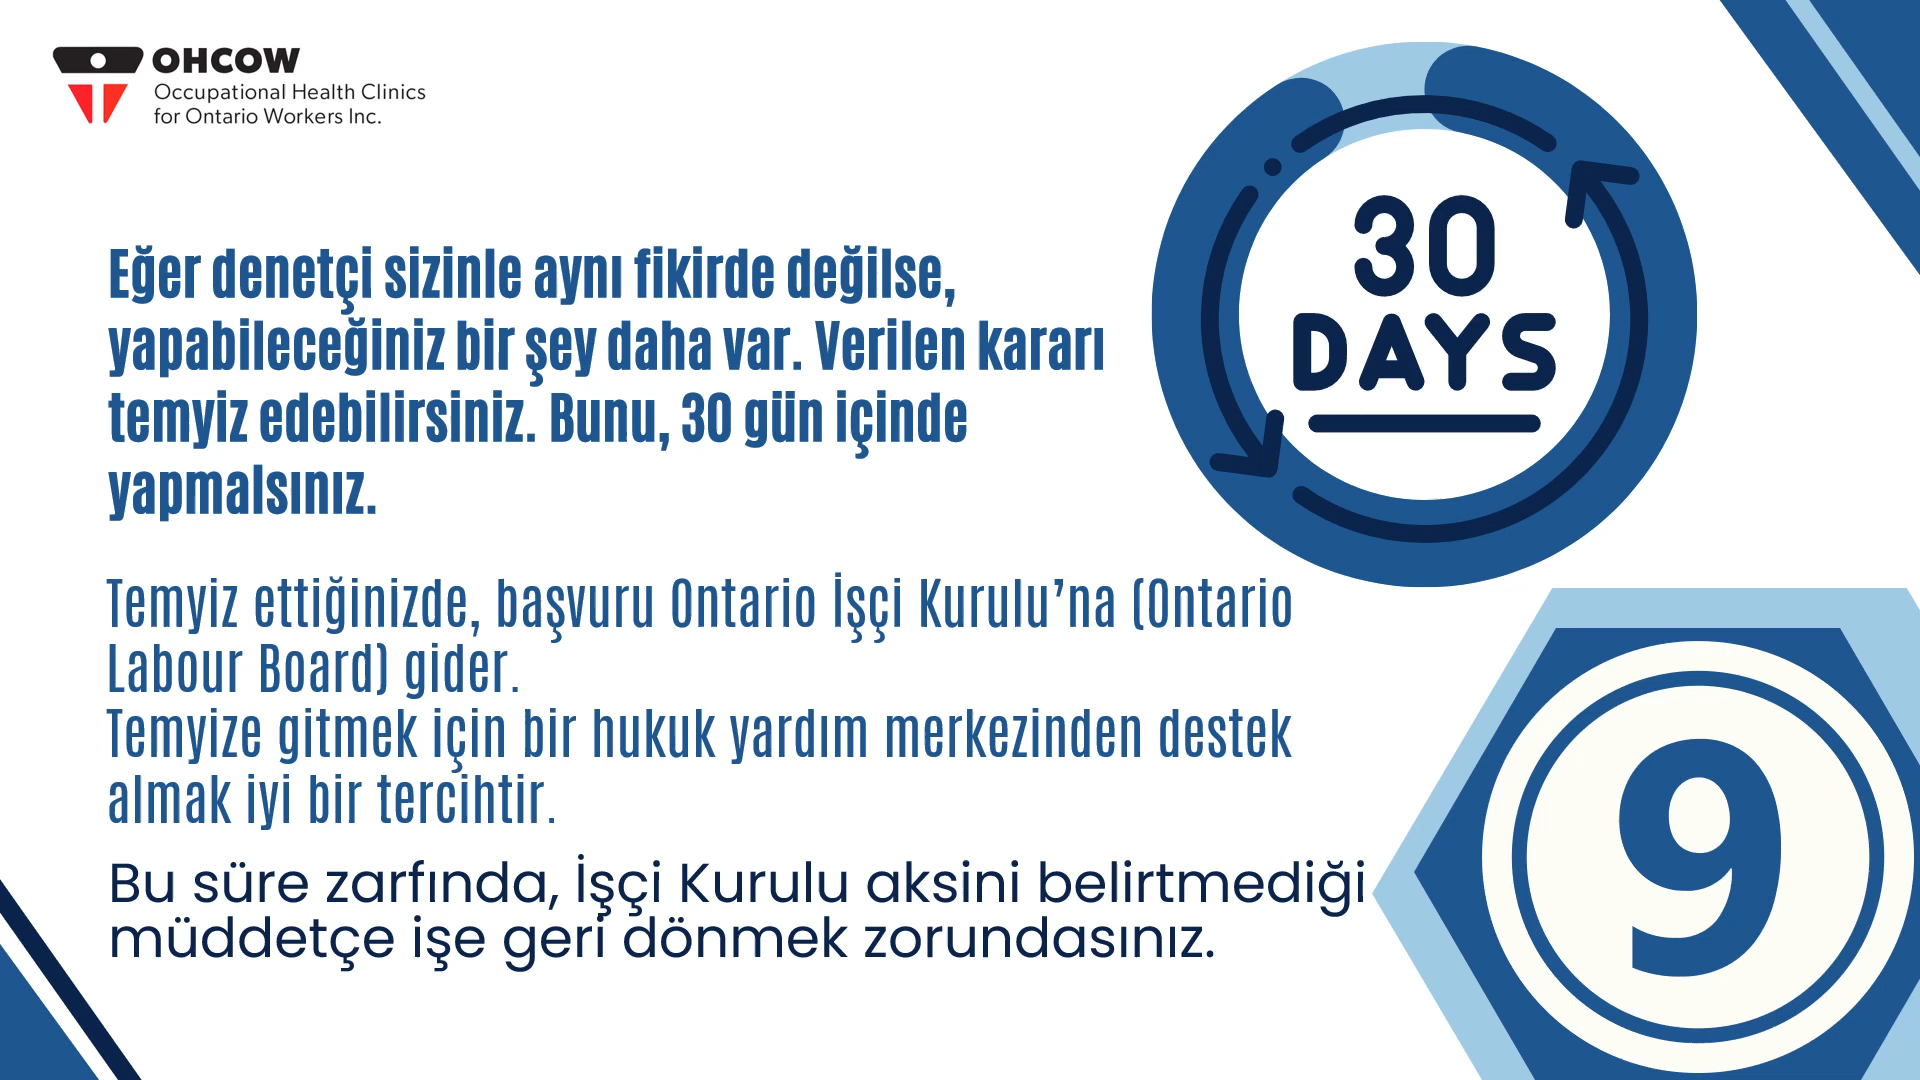 OHCOW
Occupational Health Clinics
for Ontario Workers Inc.
30
DAYS
Eğer denetçi sizinle aynı fikirde değilse,
yapabileceğiniz bir şey daha var. Verilen kararı
temyiz edebilirsiniz. Bunu, 30 gün içinde
yapmalsınız.
Temyiz ettiğinizde, başvuru Ontario İşçi Kurulu’na (Ontario
Labour Board) gider.
Temyize gitmek için bir hukuk yardım merkezinden destek
almak iyi bir tercihtir.
Bu süre zarfında, İşçi Kurulu aksini belirtmediği
müddetçe işe geri dönmek zorundasınız.
9